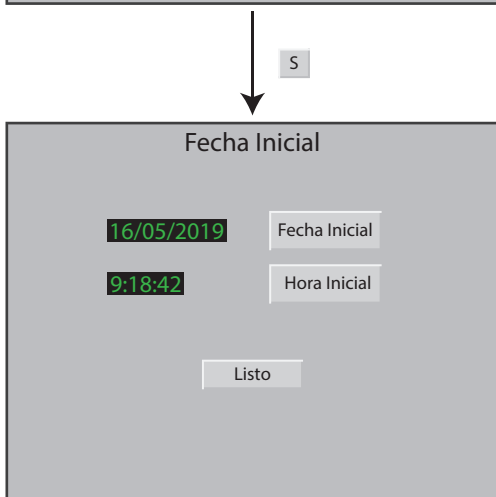 S
Fecha Inicial
16/05/2019 Fecha Inicial
9:18:42 Hora Inicial
Listo